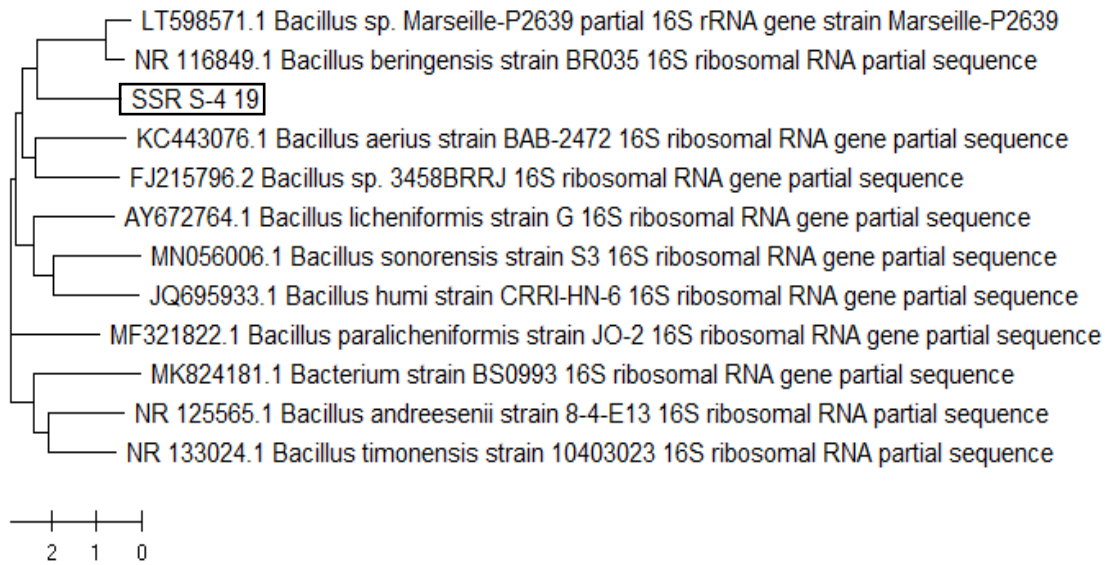 LT598571.1 Bacillus sp. Marseille-P2639 partial 16S rRNA gene strain Marseille-P2639
NR 116849.1 Bacillus beringensis strain BR035 16S ribosomal RNA partial sequence
SSR S-4 19
KC443076.1 Bacillus aerius strain BAB-2472 16S ribosomal RNA gene partial sequence
FJ215796.2 Bacillus sp. 3458BRRJ 16S ribosomal RNA gene partial sequence
AY672764.1 Bacillus licheniformis strain G 16S ribosomal RNA gene partial sequence
MN056006.1 Bacillus sonorensis strain S3 16S ribosomal RNA gene partial sequence
JQ695933.1 Bacillus humi strain CRRI-HN-6 16S ribosomal RNA gene partial sequence
MF321822.1 Bacillus paralicheniformis strain JO-2 16S ribosomal RNA gene partial sequence
MK824181.1 Bacterium strain BS0993 16S ribosomal RNA gene partial sequence
NR 125565.1 Bacillus andreesenii strain 8-4-E13 16S ribosomal RNA partial sequence
NR 133024.1 Bacillus timonensis strain 10403023 16S ribosomal RNA partial sequence
2 1 0